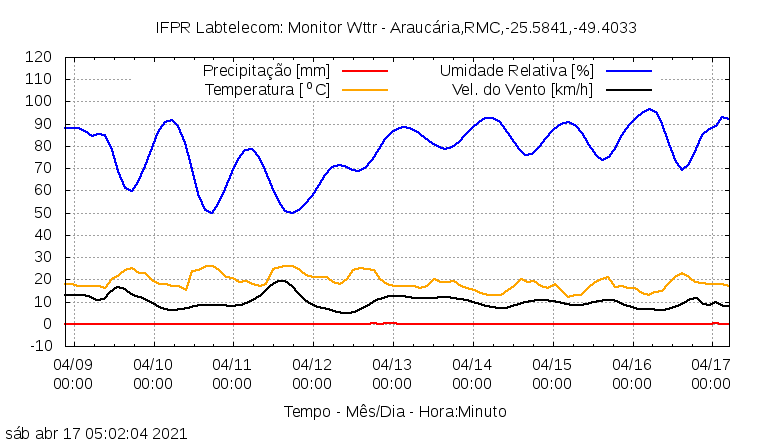 IFPR Labtelecom: Monitor Wttr - Araucária,RMC,-25.5841,-49.4033
120
110
100
90
80
70
60
50
40
30
20
10
0
-10
Precipitação [mm]
Temperatura [ ⁰C]
Umidade Relativa [%]
Vel. do Vento [km/h]
04/09 04/10 04/11 04/12 04/13 04/14 04/15 04/16 04/17
00:00 00:00 00:00 00:00 00:00 00:00 00:00 00:00 00:00
Tempo - Mês/Dia - Hora:Minuto
sáb abr 17 05:02:04 2021